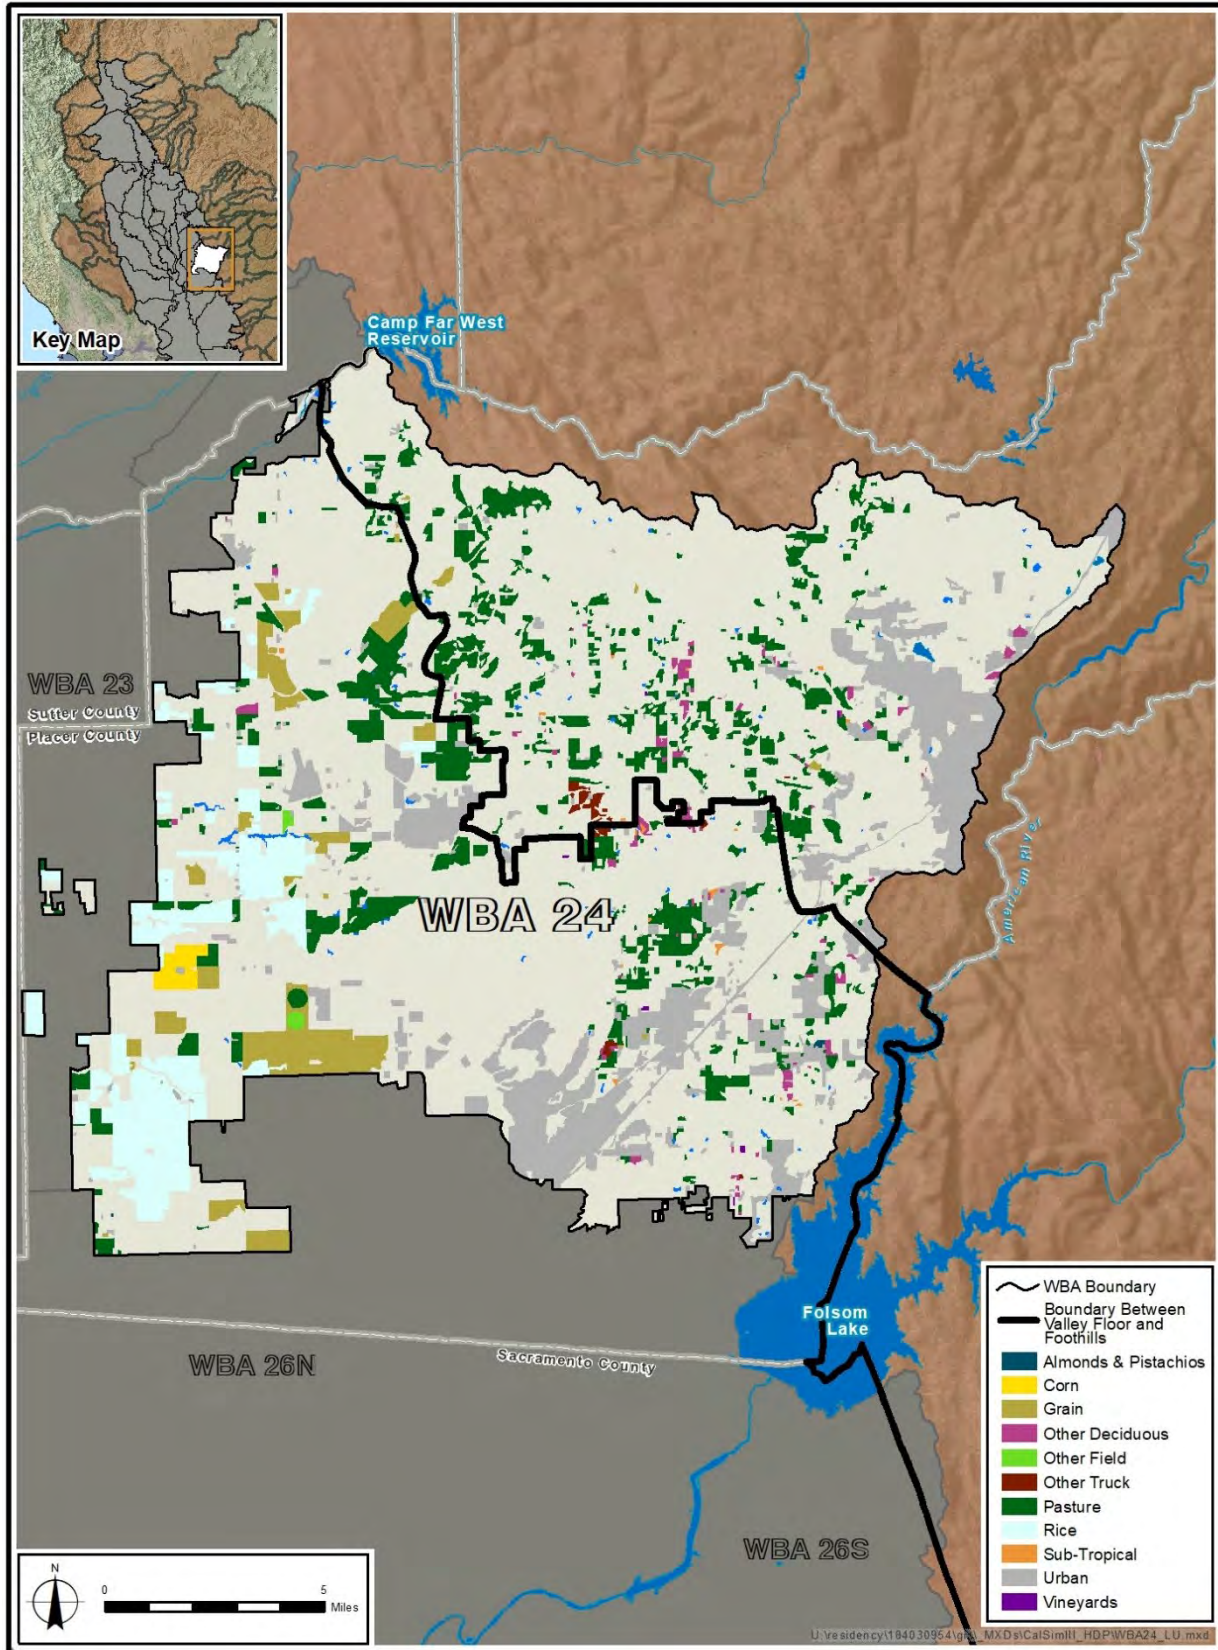 Key Map
Camp Far West
Reservoir
WBA 23
Sutter County
Placer County
WBA 24
American River
Folsom
Lake
Sacramento County
WBA 26N
WBA 26S
N
0
5
Miles
WBA Boundary
Boundary Between
Valley Floor and
Foothills
Almonds & Pistachios
Corn
Grain
Other Deciduous
Other Field
Other Truck
Pasture
Rice
Sub-Tropical
Urban
Vineyards